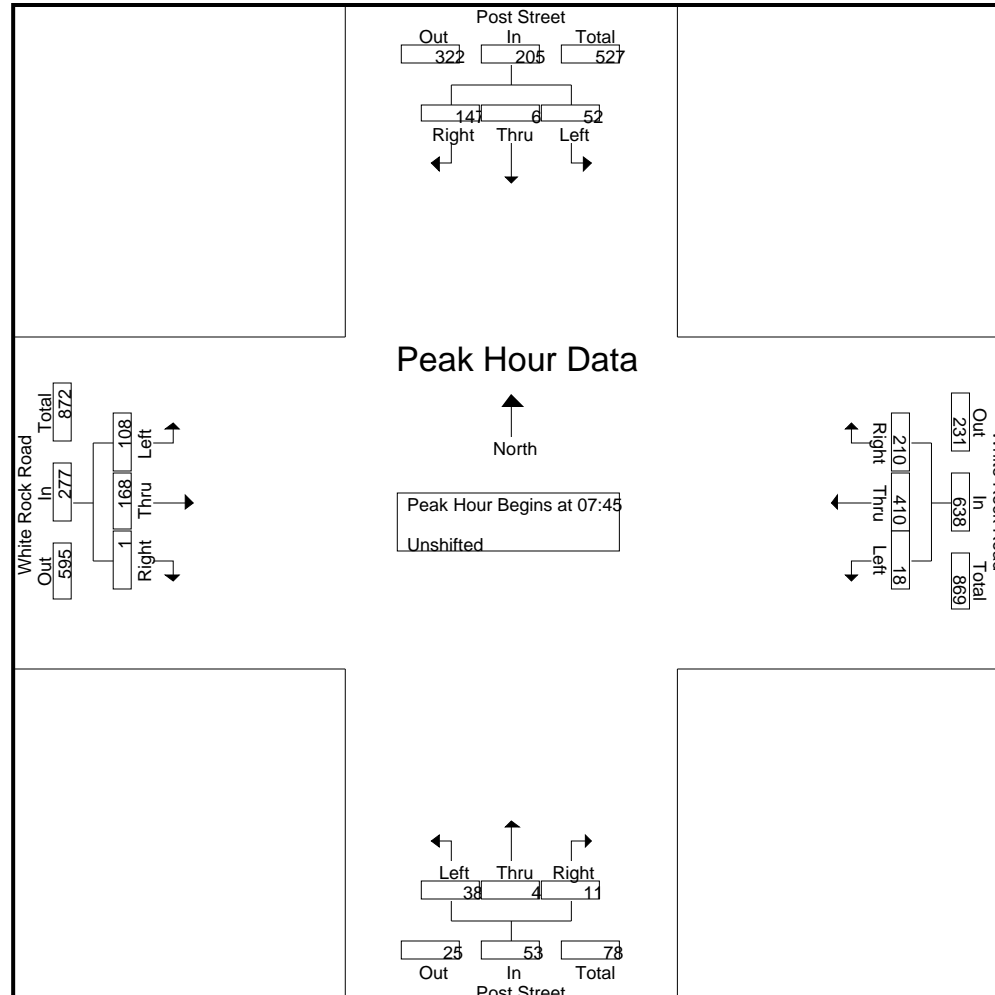 Post Street
Out In Total
322 205 527
147 6 52
Right Thru Left
Peak Hour Data
North
Peak Hour Begins at 07:45
Unshifted
White Rock Road
Total In Out
872 277 595
108 168 1
Left Thru Right
Right Thru Left
210 410 18
231 638 869
Out In Total
Left Thru Right
38 4 11
25 53 78
Out In Total
Post Street